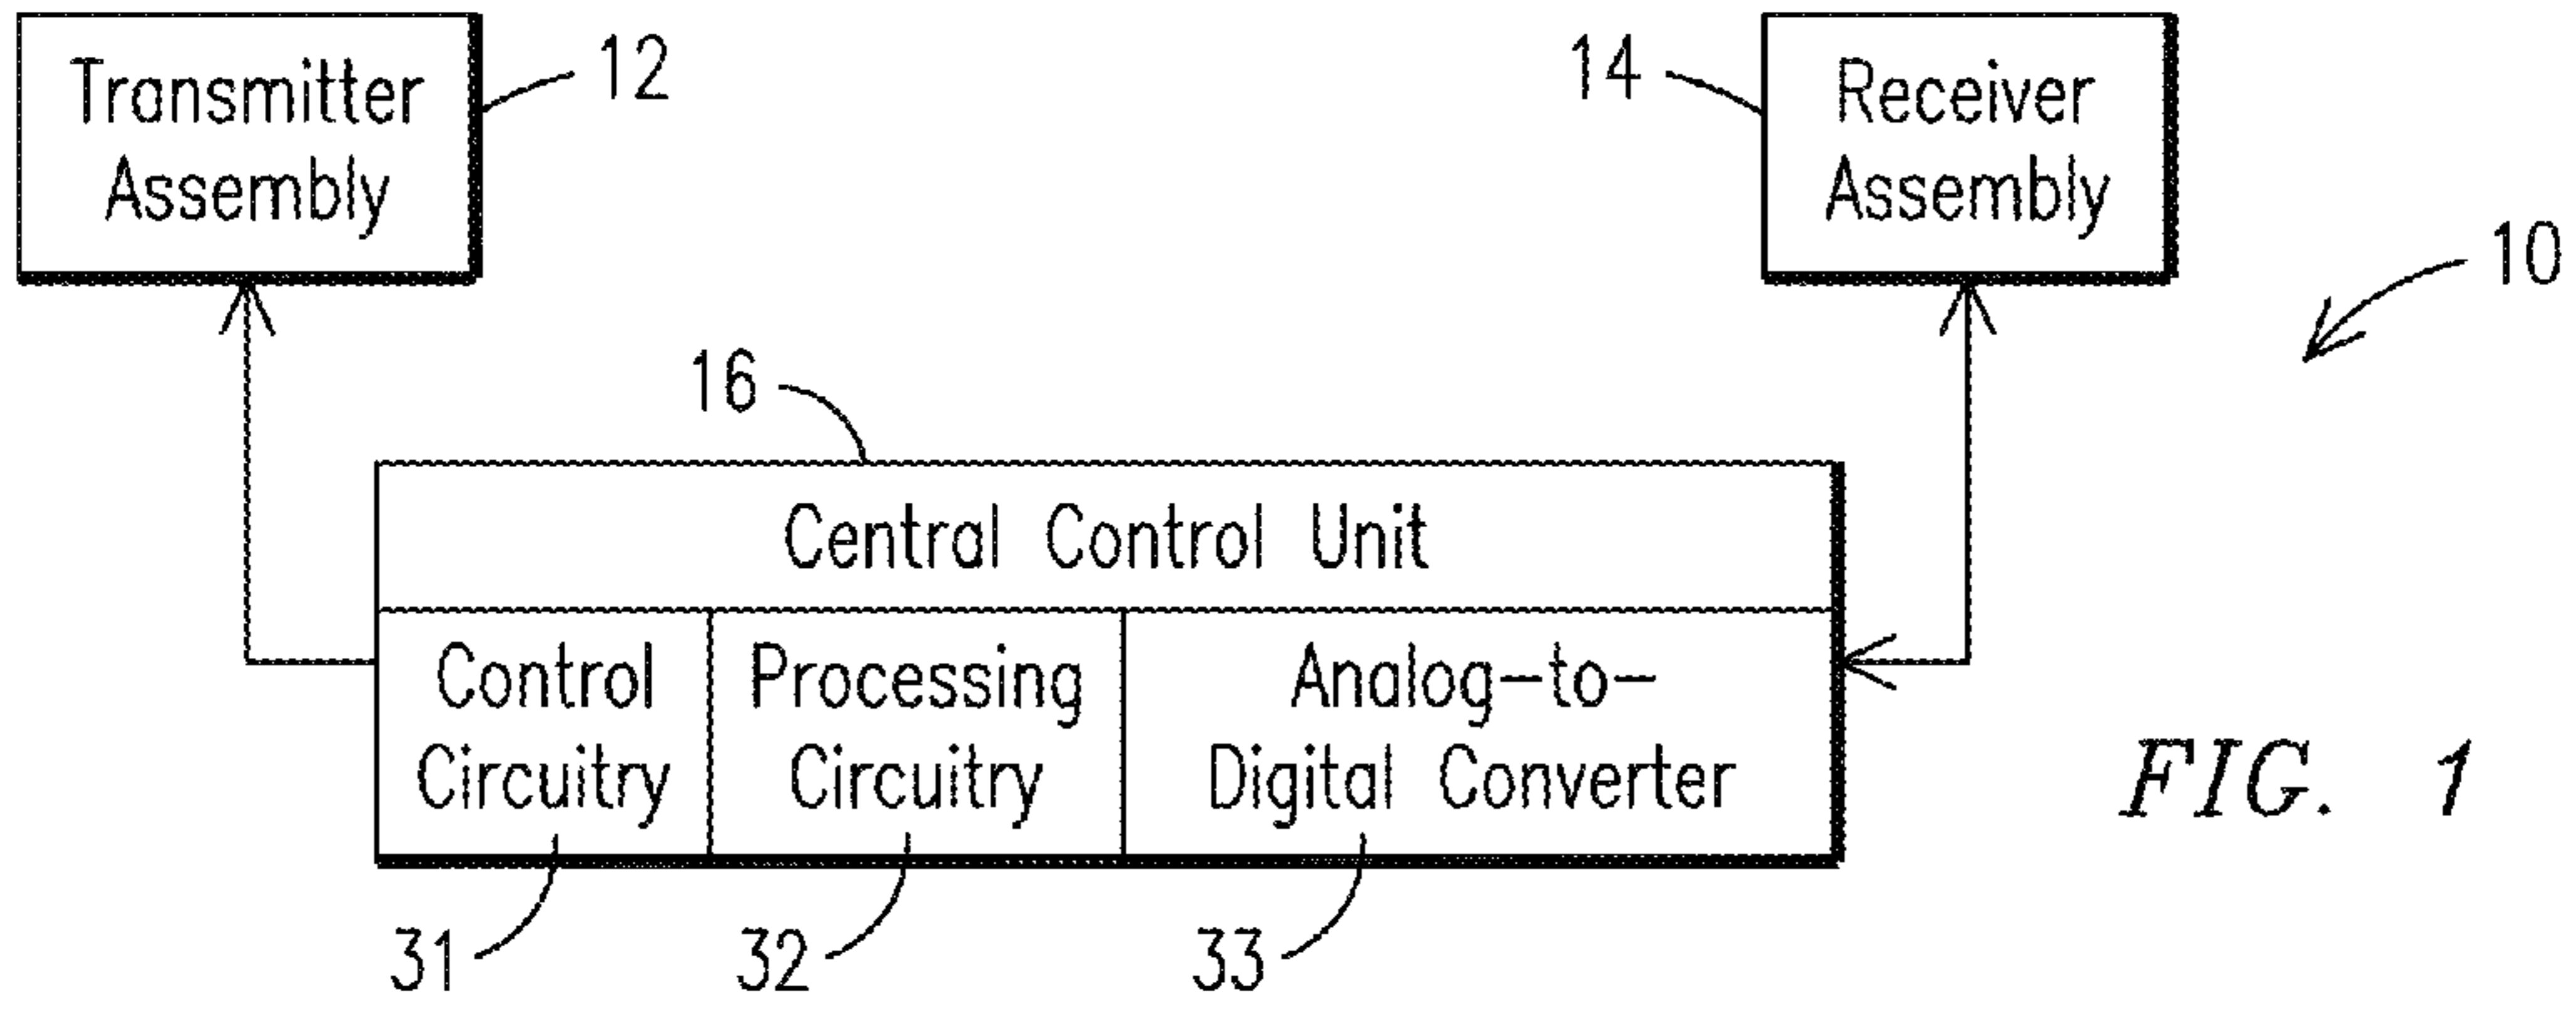 Transmitter
Assembly
12
14
Receiver
Assembly
10
16
Central Control Unit
Control
Circuitry
Processing
Circuitry
Analog-to-
Digital Converter
31
32
33
FIG. 1